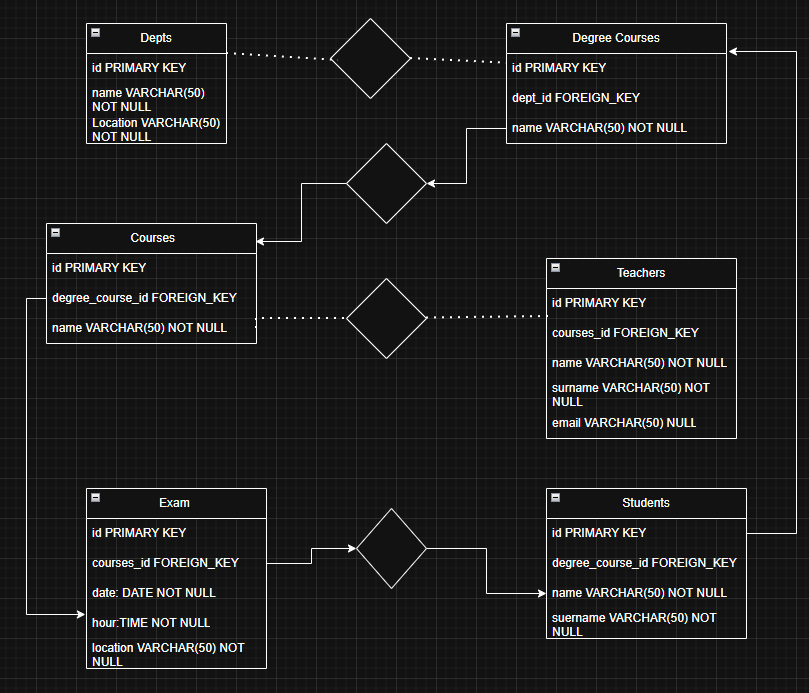 Depts
id PRIMARY KEY
name VARCHAR(50)
NOT NULL
Location VARCHAR(50)
NOT NULL
Degree Courses
id PRIMARY KEY
dept_id FOREIGN_KEY
name VARCHAR(50) NOT NULL
Courses
id PRIMARY KEY
degree_course_id FOREIGN_KEY
name VARCHAR(50) NOT NULL
Teachers
id PRIMARY KEY
courses_id FOREIGN_KEY
name VARCHAR(50) NOT NULL
surname VARCHAR(50) NOT
NULL
email VARCHAR(50) NULL
Exam
id PRIMARY KEY
courses_id FOREIGN_KEY
date: DATE NOT NULL
hour:TIME NOT NULL
location VARCHAR(50) NOT
NULL
Students
id PRIMARY KEY
degree_course_id FOREIGN_KEY
name VARCHAR(50) NOT NULL
suername VARCHAR(50) NOT
NULL